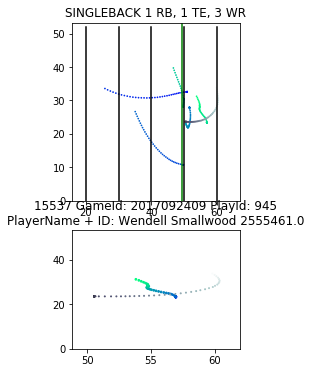 SINGLEBACK 1 RB, 1 TE, 3 WR
50
40
30
20
10
0
20 40 60
15537 GameId: 2017092409 PlayId: 945
PlayerName + ID: Wendell Smallwood 2555461.0
40
20
0
50 55 60